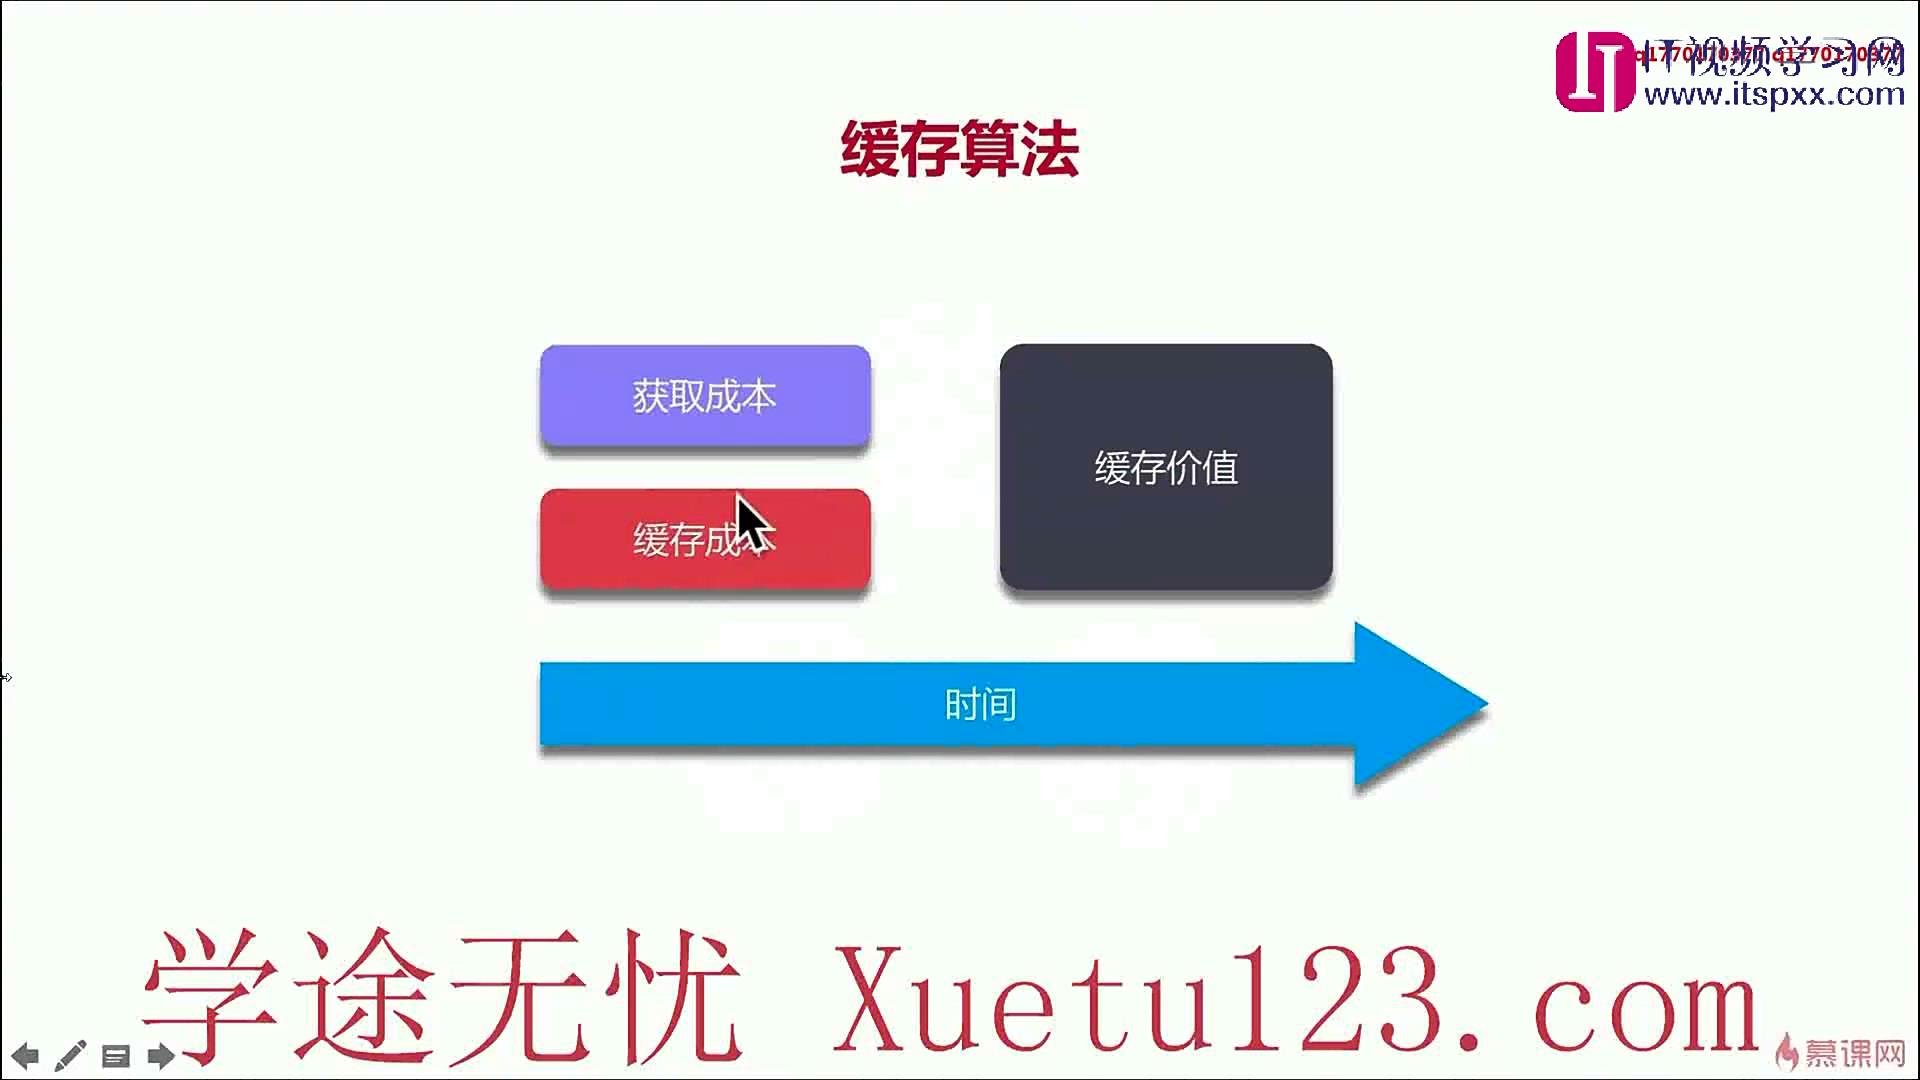 IT视频学习网
www.itspxx.com
缓存算法
获取成本
缓存价值
缓存成本
时间
学途无忧 Xuetu123.com
慕课网